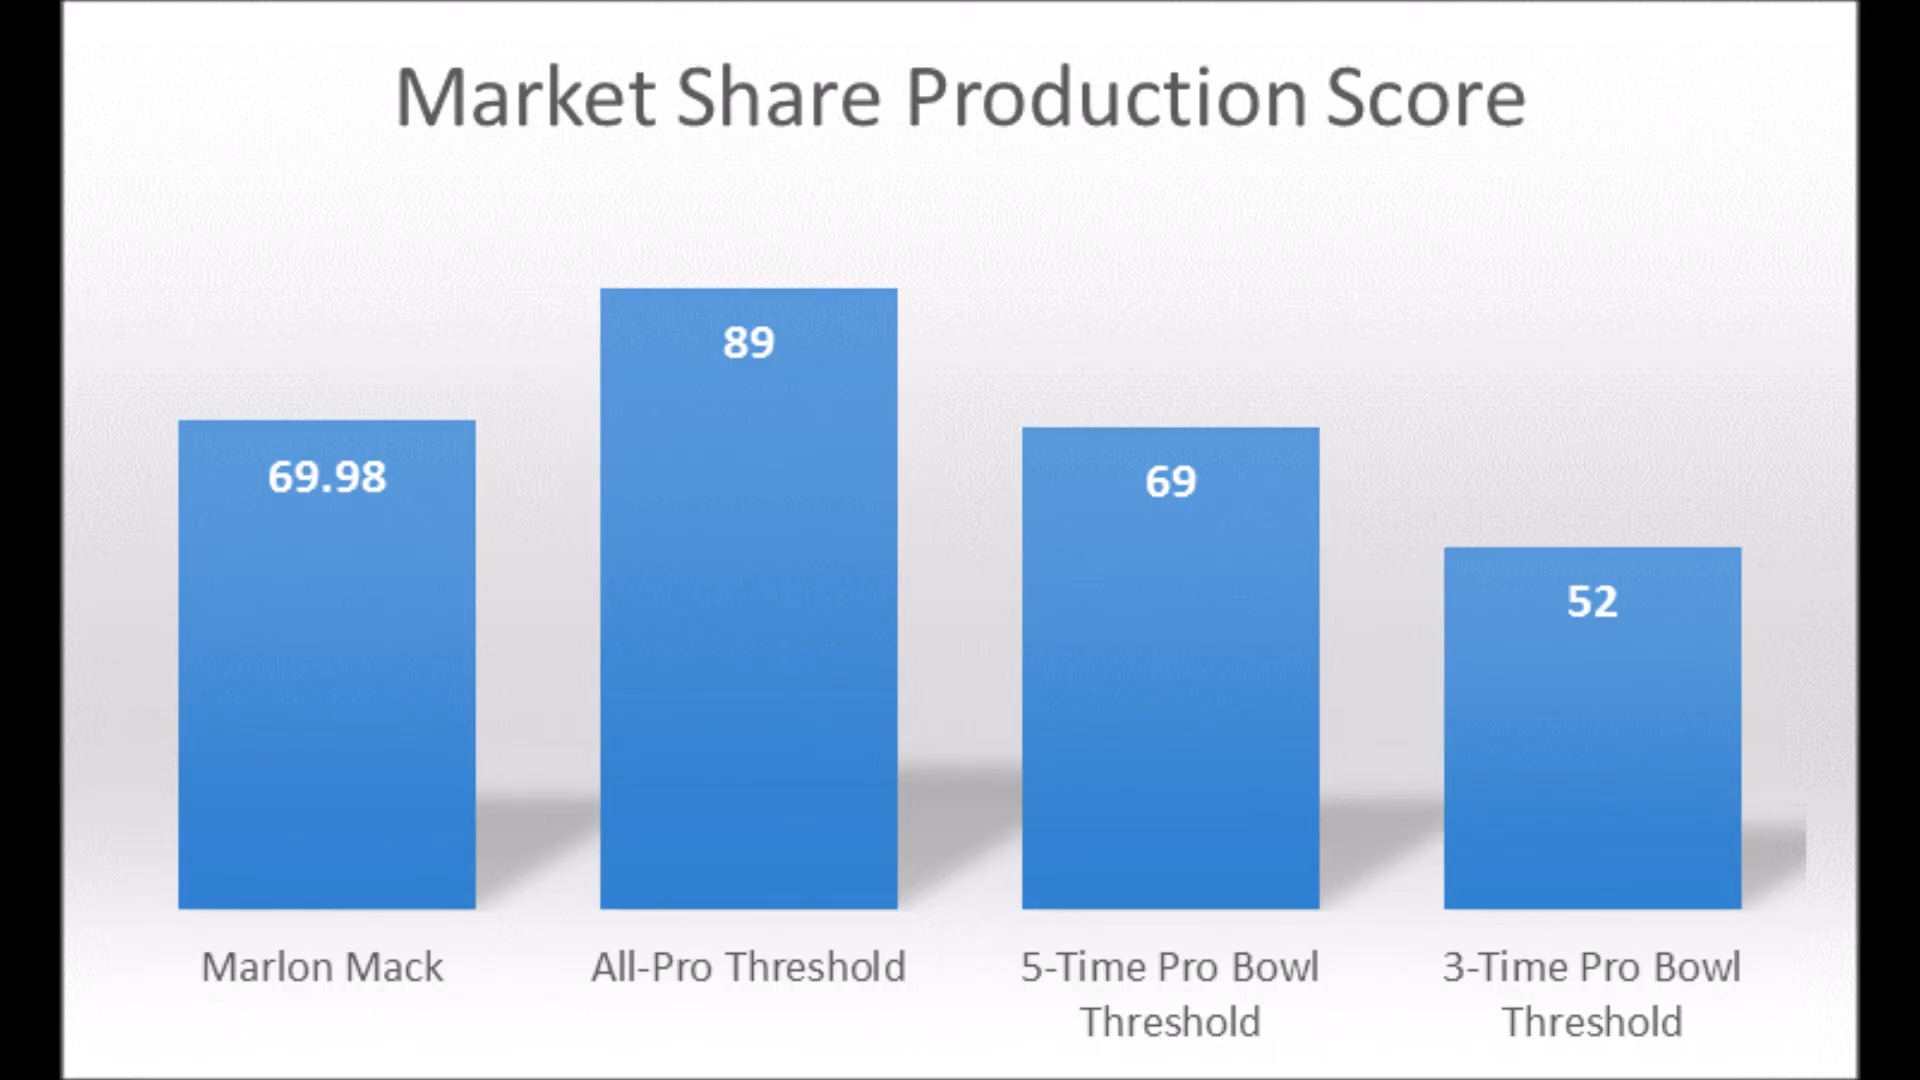 Market Share Production Score
89
69.98
69
52
Marlon Mack
All-Pro Threshold
5-Time Pro Bowl
Threshold
3-Time Pro Bowl
Threshold